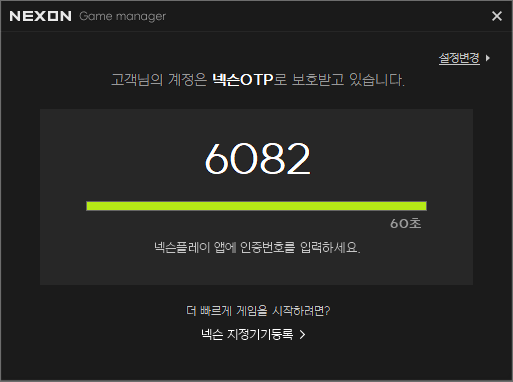 NEXON Game manager
설정변경
고객님의 계정은 넥슨OTP로 보호받고 있습니다.
6082
60초
넥슨플레이 앱에 인증번호를 입력하세요.
더 빠르게 게임을 시작하려면?
넥슨 지정기기등록 >